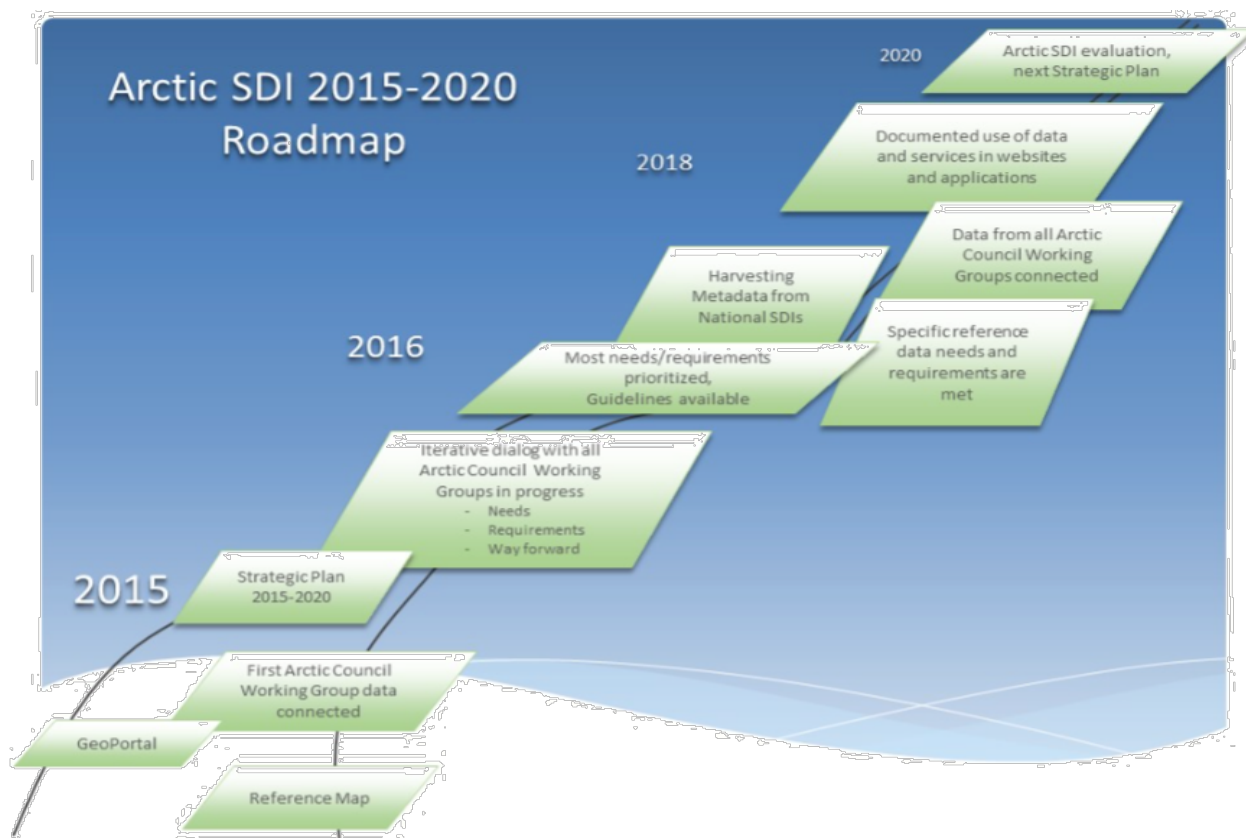 Arctic SDI 2015-2020
Roadmap
2020
Arctic SDI evaluation,
next Strategic Plan
2018
Documented use of data
and services in websites
and applications
Data from all Arctic
Council Working
Groups connected
Harvesting
Metadata from
National SDIs
Specific reference
data needs and
requirements are
met
2016
Most needs/requirements
prioritized,
Guidelines available
Iterative dialog with all
Arctic Council Working
Groups in progress
- Needs
- Requirements
- Way forward
2015
Strategic Plan
2015-2020
First Arctic Council
Working Group data
connected
GeoPortal
Reference Map